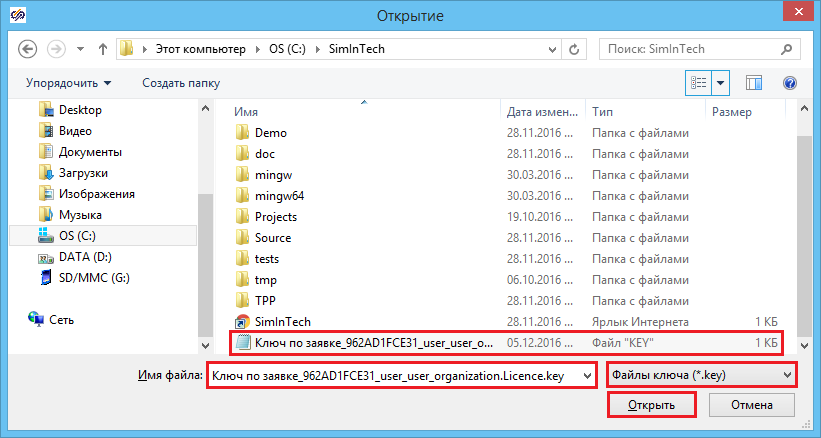 Открытие
Этот компьютер OS (C:) SimInTech Поиск: SimInTech
Упорядочить Создать папку
Desktop
Видео
Документы
Загрузки
Изображения
Музыка
OS (C:)
DATA (D:)
SD/MMC (G:)
Сеть
Имя Дата измен... Тип Размер
Demo 28.11.2016 ... Папка с файлами
doc 28.11.2016 ... Папка с файлами
mingw 30.03.2016 ... Папка с файлами
mingw64 30.03.2016 ... Папка с файлами
Projects 19.10.2016 ... Папка с файлами
Source 28.11.2016 ... Папка с файлами
tests 28.11.2016 ... Папка с файлами
tmp 06.10.2016 ... Папка с файлами
TPP 28.11.2016 ... Папка с файлами
SimInTech 28.11.2016 ... Ярлык Интернета 1 КБ
Ключ по заявке_962AD1FCE31_user_user_o... 05.12.2016 ... Файл "KEY" 1 КБ
Имя файла: Ключ по заявке_962AD1FCE31_user_user_organization.Licence.key Файлы ключа (*.key)
Открыть Отмена